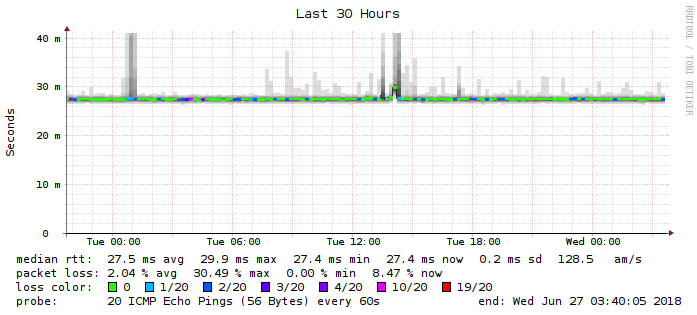 Last 30 Hours
RRDTOOL / TOBI OETIKER
Seconds
40 m
30 m
20 m
10 m
0
Tue 00:00 Tue 06:00 Tue 12:00 Tue 18:00 Wed 00:00
median rtt: 27.5 ms avg 29.9 ms max 27.4 ms min 27.4 ms now 0.2 ms sd 128.5 am/s
packet loss: 2.04 % avg 30.49 % max 0.00 % min 8.47 % now
loss color: 0 1/20 2/20 3/20 4/20 10/20 19/20
probe: 20 ICMP Echo Pings (56 Bytes) every 60s end: Wed Jun 27 03:40:05 2018